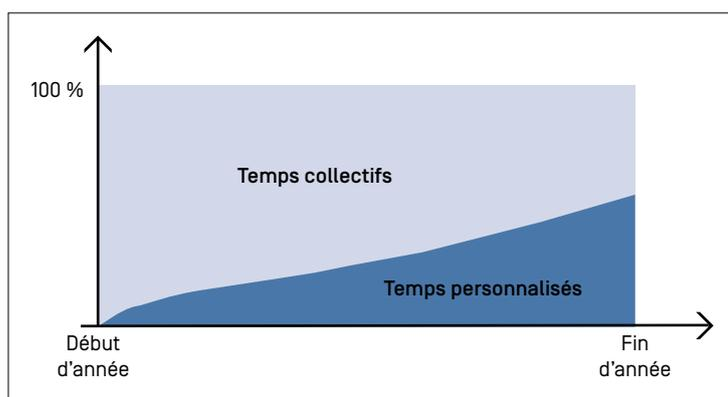 100 %
Temps collectifs
Temps personnalisés
Début
d'année
Fin
d'année